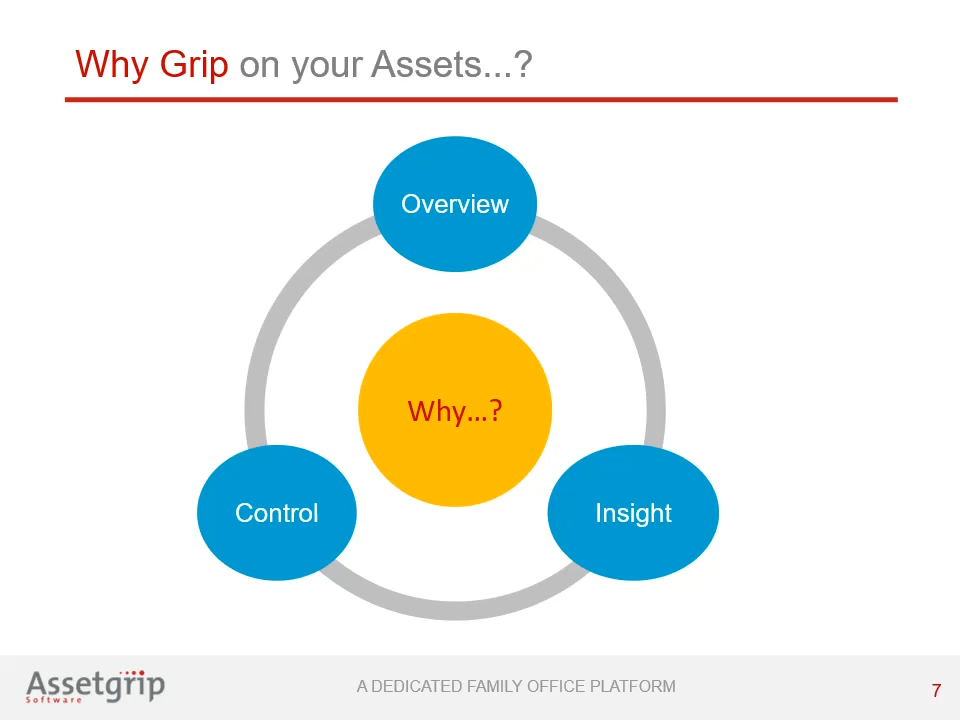 Why Grip on your Assets...?
Overview
Why...?
Control
Insight
Assetgrip
Software
A DEDICATED FAMILY OFFICE PLATFORM
7